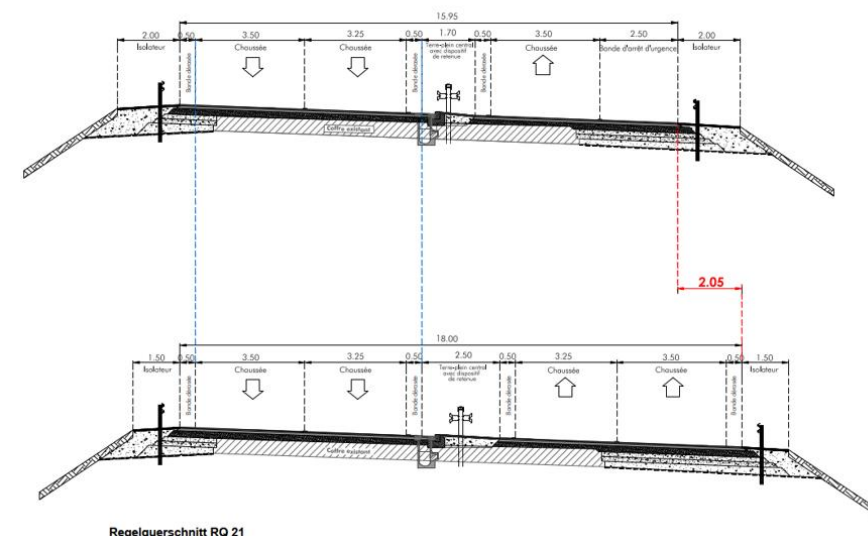 15.95
2.00
0.50
3.50
3.25
0.50
1.70
0.50
3.50
2.50
2.00
Isolateur
Bande dérasée
Chaussée
Chaussée
Bande dérasée
Terre-plein central
avec dispositif
de retenue
Bande dérasée
Chaussée
Bande d'arrêt d'urgence
Isolateur
Coffre existant
2.05
18.00
1.50
0.50
3.50
3.25
0.50
2.50
0.50
3.25
3.50
0.50
1.50
Isolateur
Bande dérasée
Chaussée
Chaussée
Bande dérasée
Terre-plein central
avec dispositif
de retenue
Bande dérasée
Chaussée
Chaussée
Bande dérasée
Isolateur
Coffre existant
Regelquerschnitt RQ 21